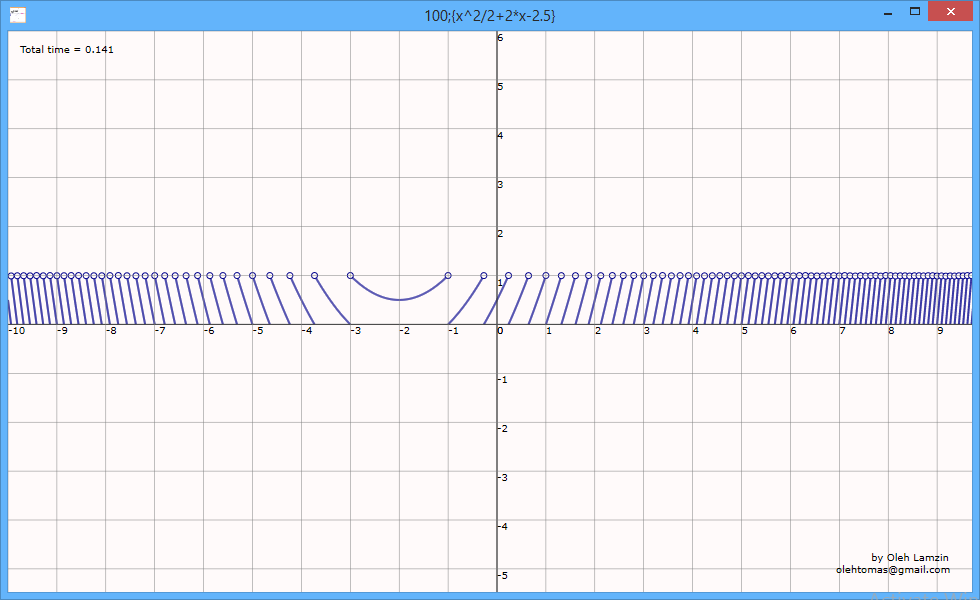 100;{x^2/2+2*x-2.5}
Total time = 0.141
6
5
4
3
2
1
-10 -9 -8 -7 -6 -5 -4 -3 -2 -1 0 1 2 3 4 5 6 7 8 9
-1
-2
-3
-4
by Oleh Lamzin
olehtomas@gmail.com
-5